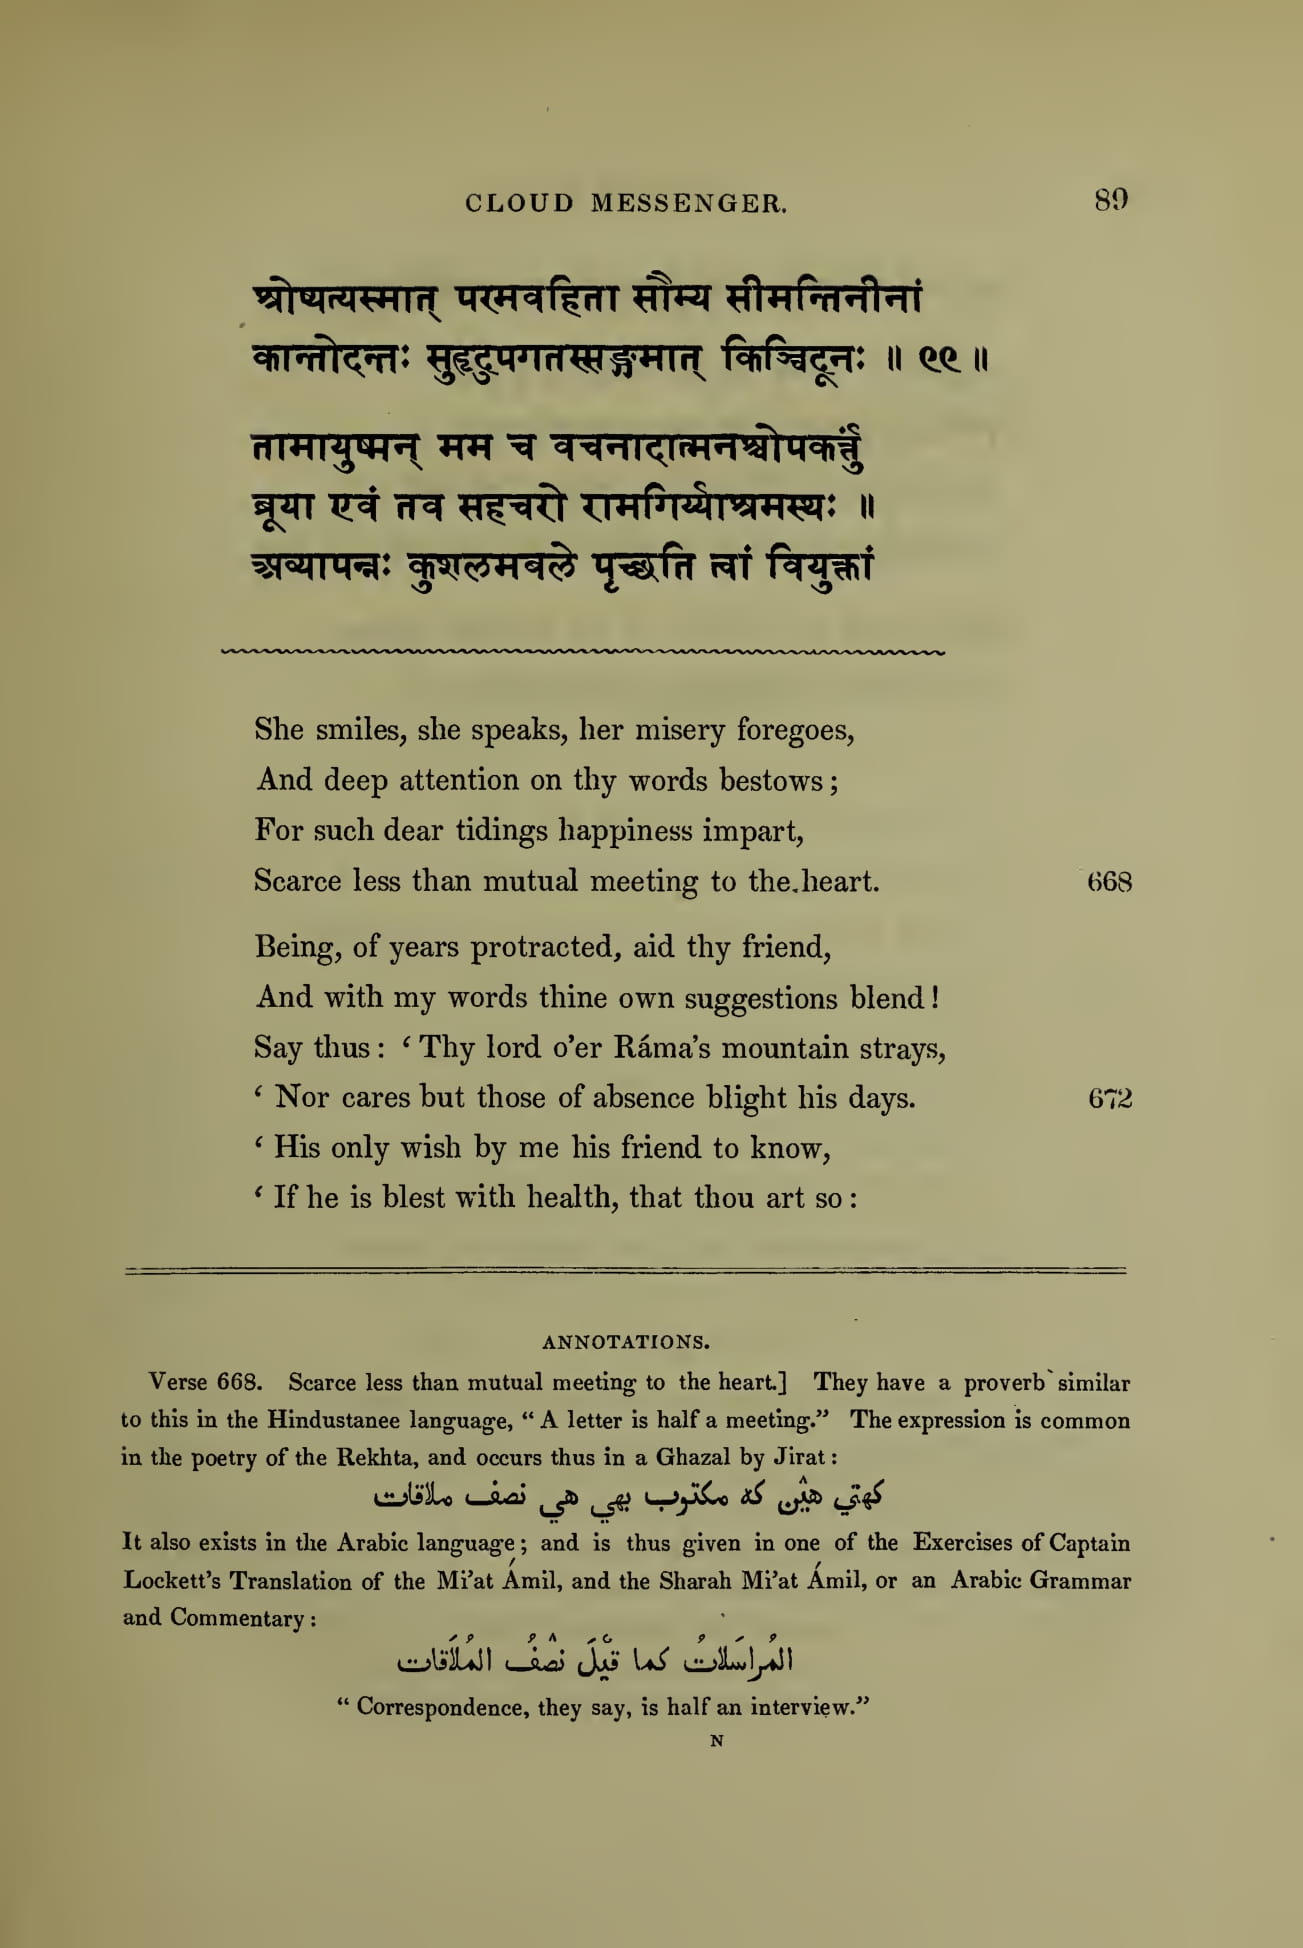 CLOUD MESSENGER. 89
श्रोष्यत्यस्मात् परमवहिता सौम्य सीमन्तिनीनां
कान्तोदन्तः सुहृदुपगतस्सङ्गमात् किञ्चिदूनः ॥ ९९ ॥
तामायुष्मन् मम च वचनादात्मनश्चोपकर्त्तुं
ब्रूया एवं तव सहचरो रामगिर्य्याश्रमस्थः ॥
अव्यापन्नः कुशलमबले पृच्छति त्वां वियुक्तां
She smiles, she speaks, her misery foregoes,
And deep attention on thy words bestows;
For such dear tidings happiness impart,
Scarce less than mutual meeting to the heart. 668
Being, of years protracted, aid thy friend,
And with my words thine own suggestions blend!
Say thus: ‘ Thy lord o’er Ráma’s mountain strays,
‘ Nor cares but those of absence blight his days. 672
‘ His only wish by me his friend to know,
‘ If he is blest with health, that thou art so:
ANNOTATIONS.
Verse 668. Scarce less than mutual meeting to the heart.] They have a proverb similar
to this in the Hindustanee language, “ A letter is half a meeting.” The expression is common
in the poetry of the Rekhta, and occurs thus in a Ghazal by Jirat:
كهتي هيْن كه مكتوب بهي هي نصف ملاقات
It also exists in the Arabic language; and is thus given in one of the Exercises of Captain
Lockett’s Translation of the Mi’at Ámil, and the Sharah Mi’at Ámil, or an Arabic Grammar
and Commentary:
المُراسَلاتُ كما قيْلَ نصْفُ المُلاَقات
“ Correspondence, they say, is half an interview.”
N